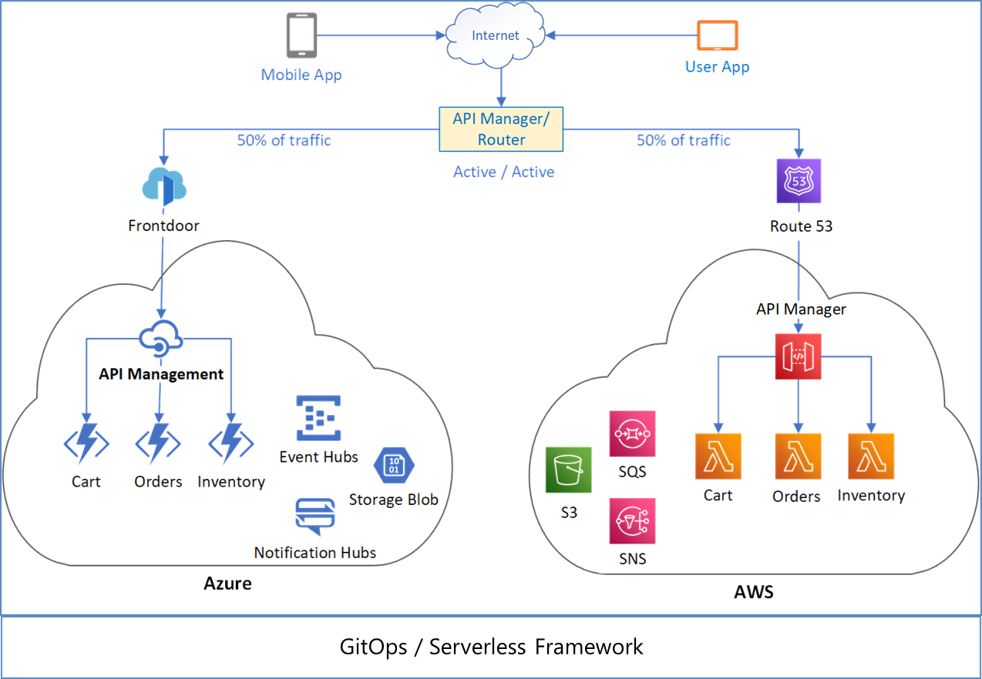 Internet
Mobile App
User App
API Manager/
Router
50% of traffic
50% of traffic
Active / Active
53
Frontdoor
Route 53
API Manager
</>
API Management
Event Hubs
10
01
Cart
Orders
Inventory
Storage Blob
Notification Hubs
SQS
S3
SNS
Cart
Orders
Inventory
Azure
AWS
GitOps / Serverless Framework